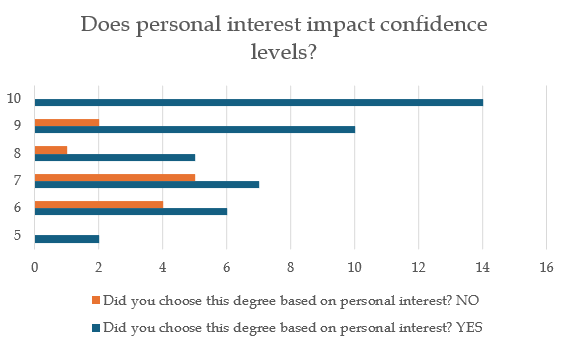 Does personal interest impact confidence
levels?
10
9
8
7
6
5
0 2 4 6 8 10 12 14 16
Did you choose this degree based on personal interest? NO
Did you choose this degree based on personal interest? YES